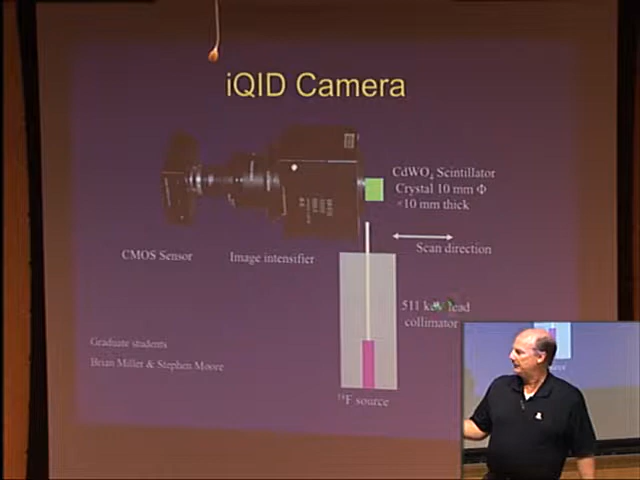 iQID Camera
CdWO₄ Scintillator
Crystal 10 mm Φ
×10 mm thick
Scan direction
CMOS Sensor
Image intensifier
511 keV lead
collimator
Graduate students
Brian Miller & Stephen Moore
¹⁸F source